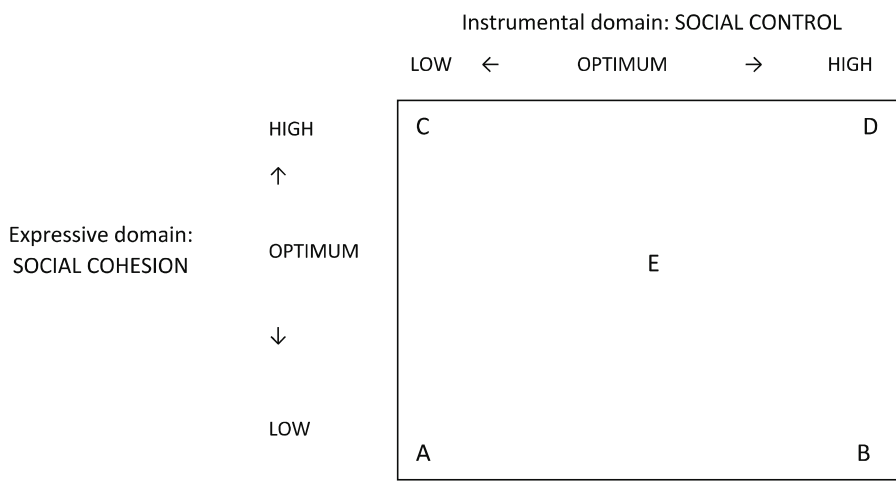 Instrumental domain: SOCIAL CONTROL
LOW ← OPTIMUM → HIGH
HIGH
C D
↑
Expressive domain:
SOCIAL COHESION
OPTIMUM
E
↓
LOW
A B